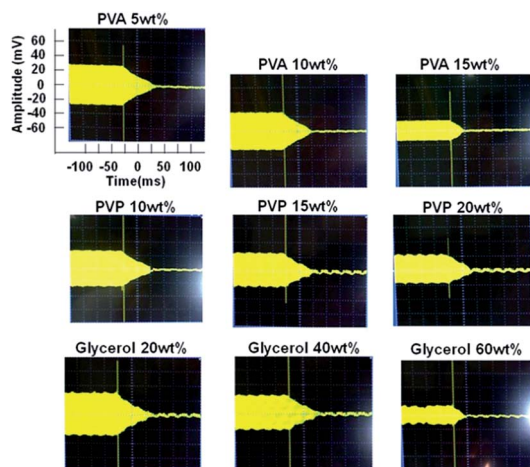 PVA 5wt%
60
40
20
0
-20
-40
-60
Amplitude (mV)
-100 -50 0 50 100
Time(ms)
PVA 10wt%
PVA 15wt%
PVP 10wt%
PVP 15wt%
PVP 20wt%
Glycerol 20wt%
Glycerol 40wt%
Glycerol 60wt%